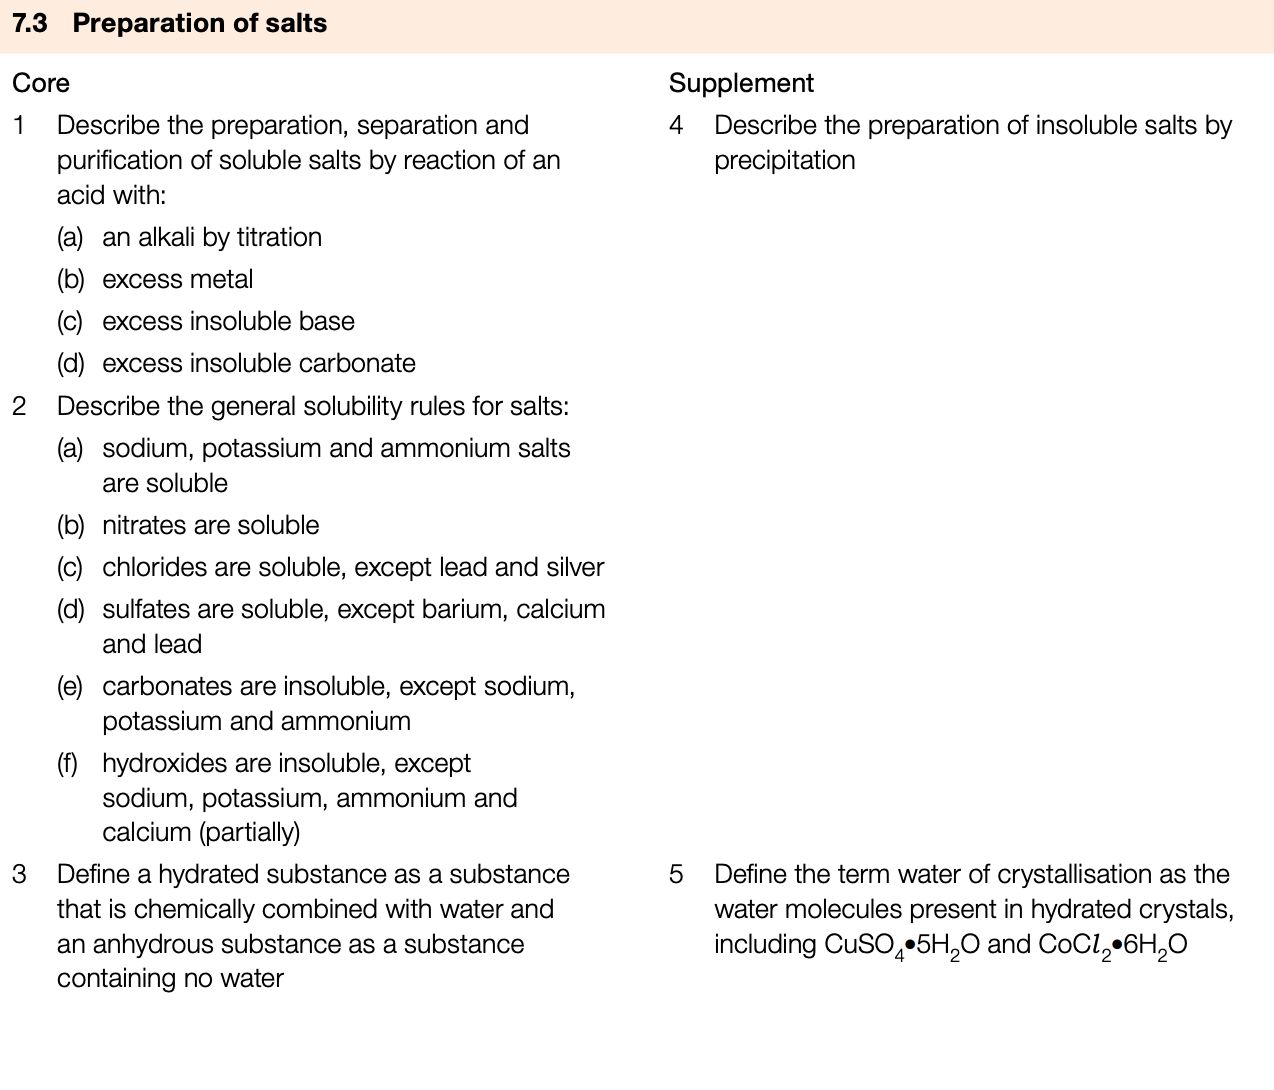 7.3 Preparation of salts
Core
1 Describe the preparation, separation and
purification of soluble salts by reaction of an
acid with:
(a) an alkali by titration
(b) excess metal
(c) excess insoluble base
(d) excess insoluble carbonate
2 Describe the general solubility rules for salts:
(a) sodium, potassium and ammonium salts
are soluble
(b) nitrates are soluble
(c) chlorides are soluble, except lead and silver
(d) sulfates are soluble, except barium, calcium
and lead
(e) carbonates are insoluble, except sodium,
potassium and ammonium
(f) hydroxides are insoluble, except
sodium, potassium, ammonium and
calcium (partially)
3 Define a hydrated substance as a substance
that is chemically combined with water and
an anhydrous substance as a substance
containing no water
Supplement
4 Describe the preparation of insoluble salts by
precipitation
5 Define the term water of crystallisation as the
water molecules present in hydrated crystals,
including CuSO₄•5H₂O and CoCl₂•6H₂O